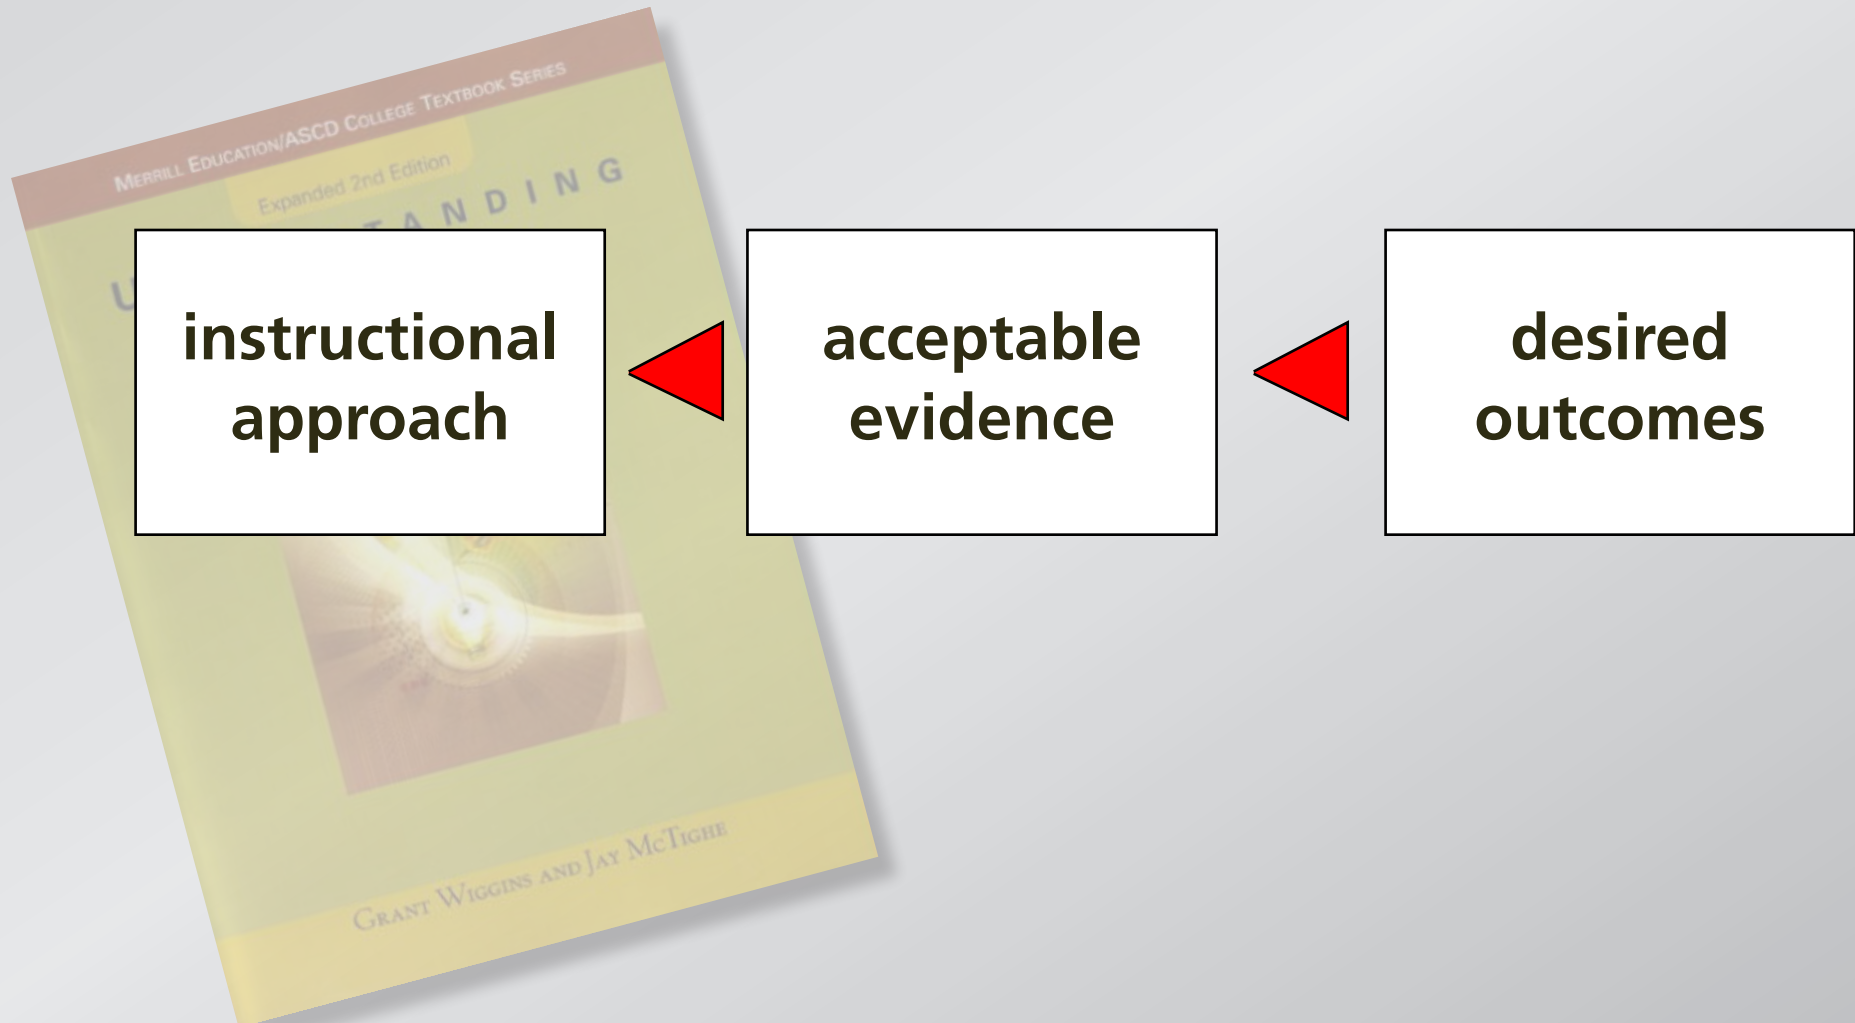 MERRILL EDUCATION/ASCD COLLEGE TEXTBOOK SERIES
Expanded 2nd Edition
instructional
approach
acceptable
evidence
desired
outcomes
GRANT WIGGINS AND JAY MCTIGHE